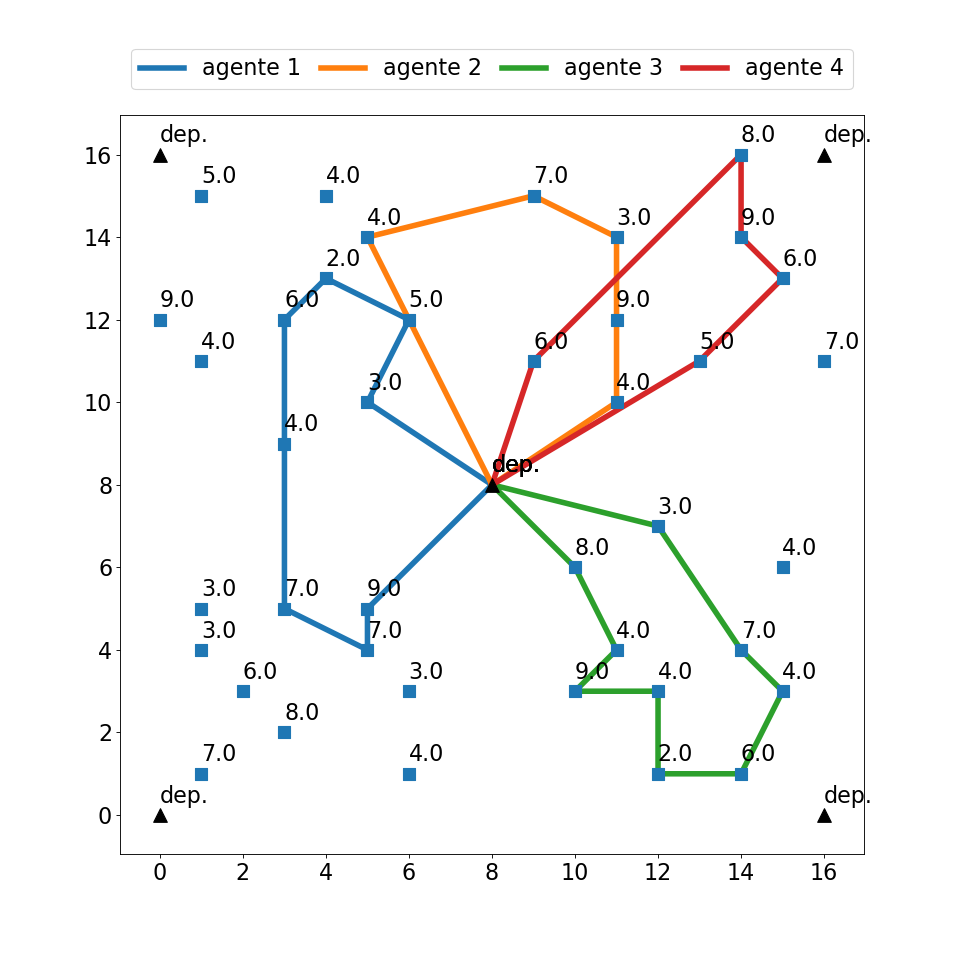 agente 1 agente 2 agente 3 agente 4
dep. 8.0 dep.
16
5.0 4.0 7.0
4.0 3.0 9.0
14
2.0 6.0
9.0 6.0 5.0 9.0
12
4.0 6.0 5.0 7.0
3.0 4.0
10
4.0
dep. dep.
8
3.0
8.0 4.0
6
3.0 7.0 9.0
3.0 7.0 4.0 7.0
4
6.0 3.0 9.0 4.0 4.0
8.0
2
7.0 4.0 2.0 6.0
dep. dep.
0
0 2 4 6 8 10 12 14 16